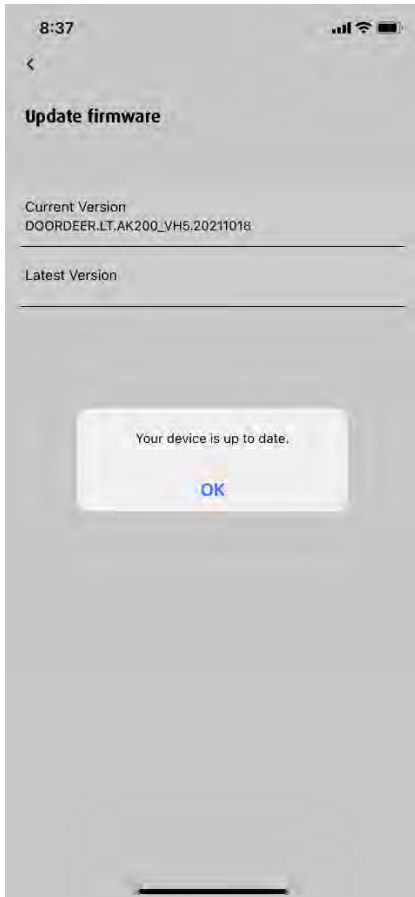 8:37
Update firmware
Current Version
DOORDEER.LT.AK200_VH5.20211018
Latest Version
Your device is up to date.
OK